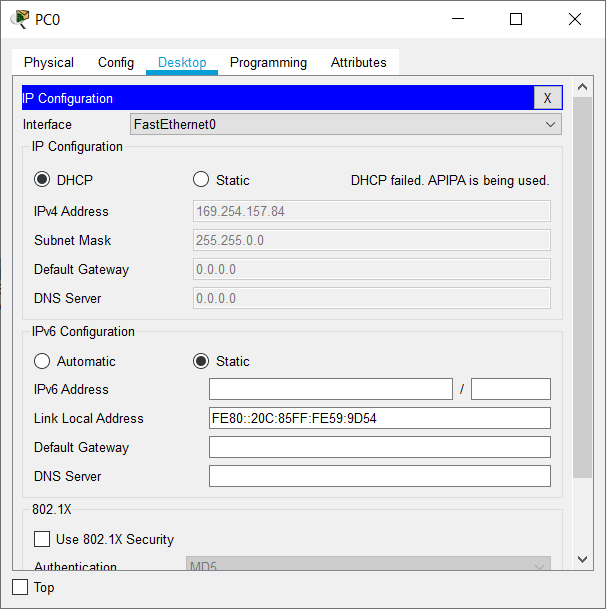 PC0
Physical Config Desktop Programming Attributes
IP Configuration X
Interface FastEthernet0
IP Configuration
DHCP Static DHCP failed. APIPA is being used.
IPv4 Address 169.254.157.84
Subnet Mask 255.255.0.0
Default Gateway 0.0.0.0
DNS Server 0.0.0.0
IPv6 Configuration
Automatic Static
IPv6 Address /
Link Local Address FE80::20C:85FF:FE59:9D54
Default Gateway
DNS Server
802.1X
Use 802.1X Security
Authentication MD5
Top